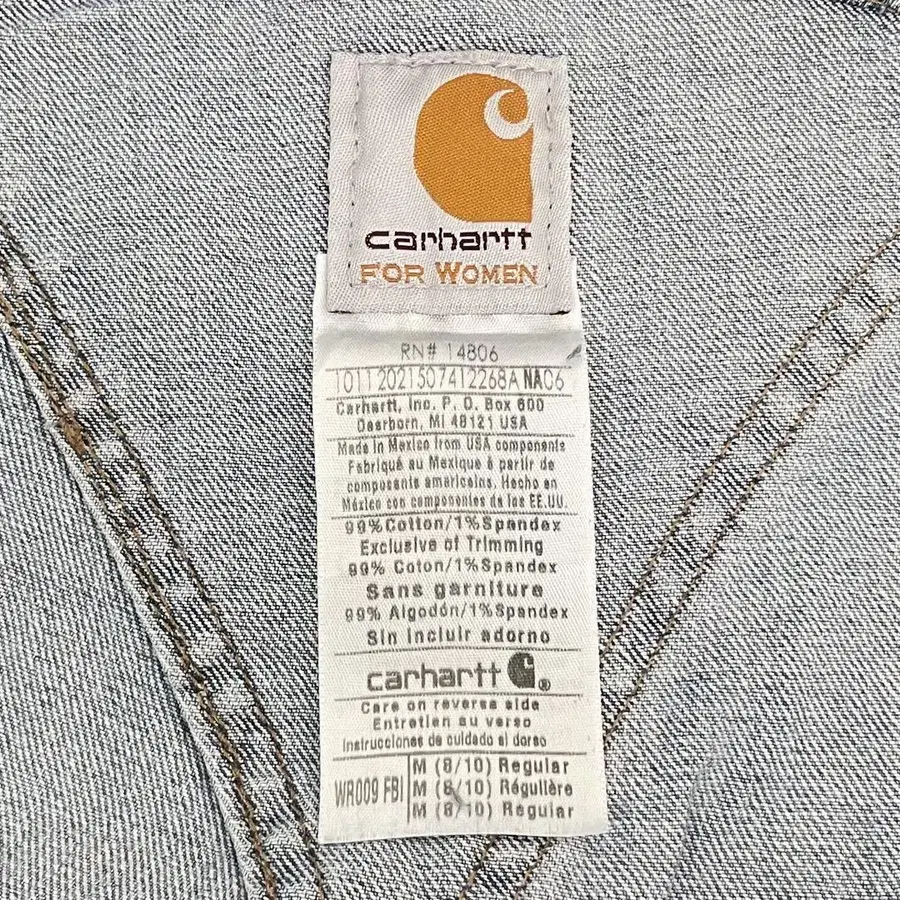 carhartt
FOR WOMEN
RN# 14806
1011202150741 2268A NA06
Carhartt, Inc. P. O. Box 600
Dearborn, MI 48121 USA
Made in Mexico from USA components
Fabriqué au Mexique à partir de
composants americains. Hecho en
México con componentes de los EE.UU.
99%Cotton/1%Spandex
Exclusive of Trimming
99% Coton/1%Spandex
Sans garniture
99% Algodón/1%Spandex
Sin incluir adorno
carhartt ®
Care on reverse side
Entretien au verso
Instrucciones de cuidado al dorso
M (8/10) Regular
WR009 FBI M (8/10) Régulière
M (8/10) Regular